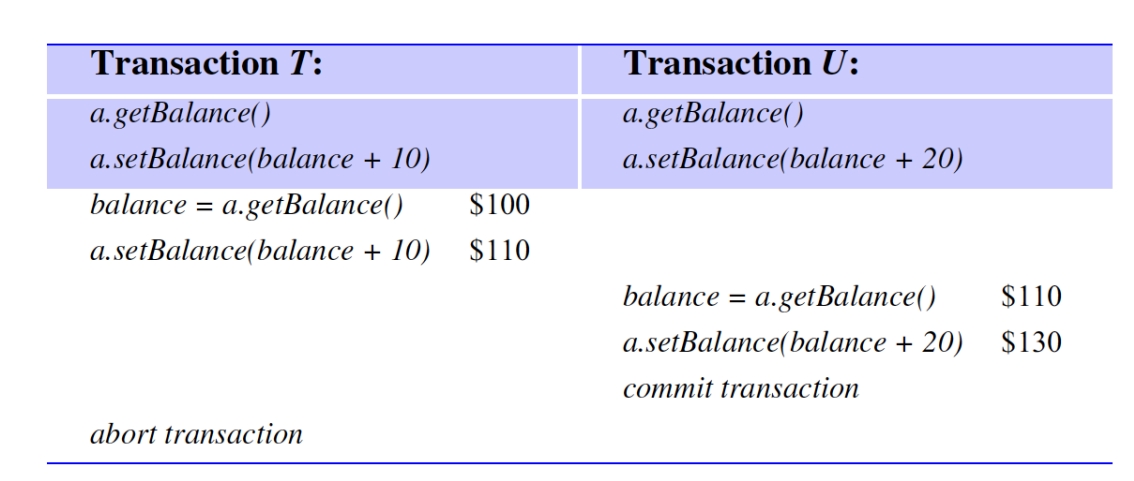 Transaction T: Transaction U:
a.getBalance() a.getBalance()
a.setBalance(balance + 10) a.setBalance(balance + 20)
balance = a.getBalance() $100
a.setBalance(balance + 10) $110
balance = a.getBalance() $110
a.setBalance(balance + 20) $130
commit transaction
abort transaction